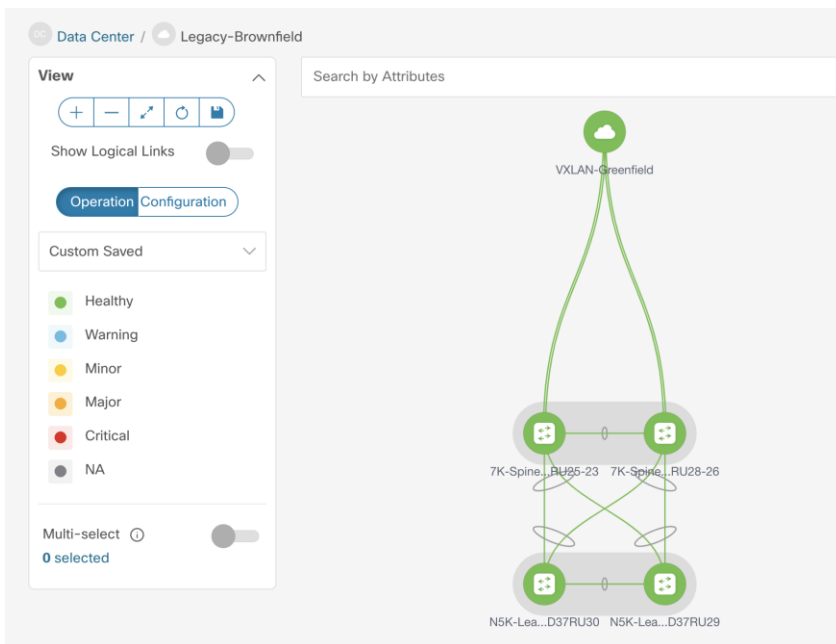 DC Data Center / Legacy-Brownfield
View
Search by Attributes
Show Logical Links
Operation Configuration
Custom Saved
Healthy
Warning
Minor
Major
Critical
NA
Multi-select
0 selected
VXLAN-Greenfield
7K-Spine...RU25-23 7K-Spine...RU28-26
N5K-Lea...D37RU30 N5K-Lea...D37RU29